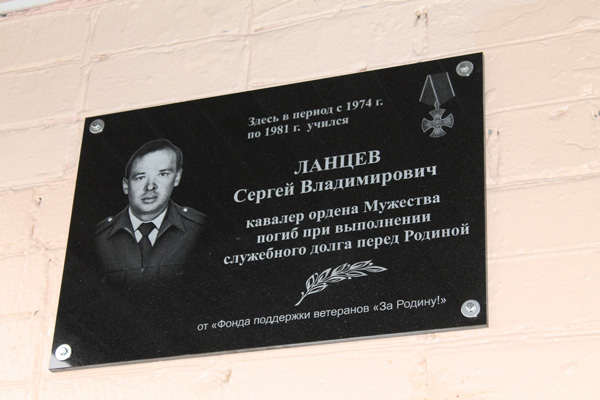 Здесь в период с 1974 г.
по 1981 г. учился
ЛАНЦЕВ
Сергей Владимирович
кавалер ордена Мужества
погиб при выполнении
служебного долга перед Родиной
от «Фонда поддержки ветеранов «За Родину!»